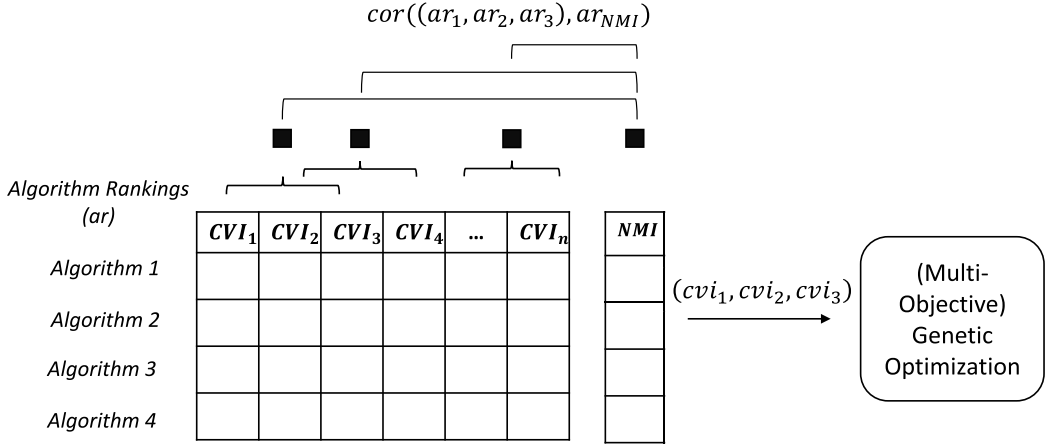 cor((ar₁, ar₂, ar₃), ar_NMI)
Algorithm Rankings
(ar)
CVI₁ CVI₂ CVI₃ CVI₄ ... CVIₙ NMI
Algorithm 1
Algorithm 2
Algorithm 3
Algorithm 4
(cvi₁, cvi₂, cvi₃)
(Multi-
Objective)
Genetic
Optimization